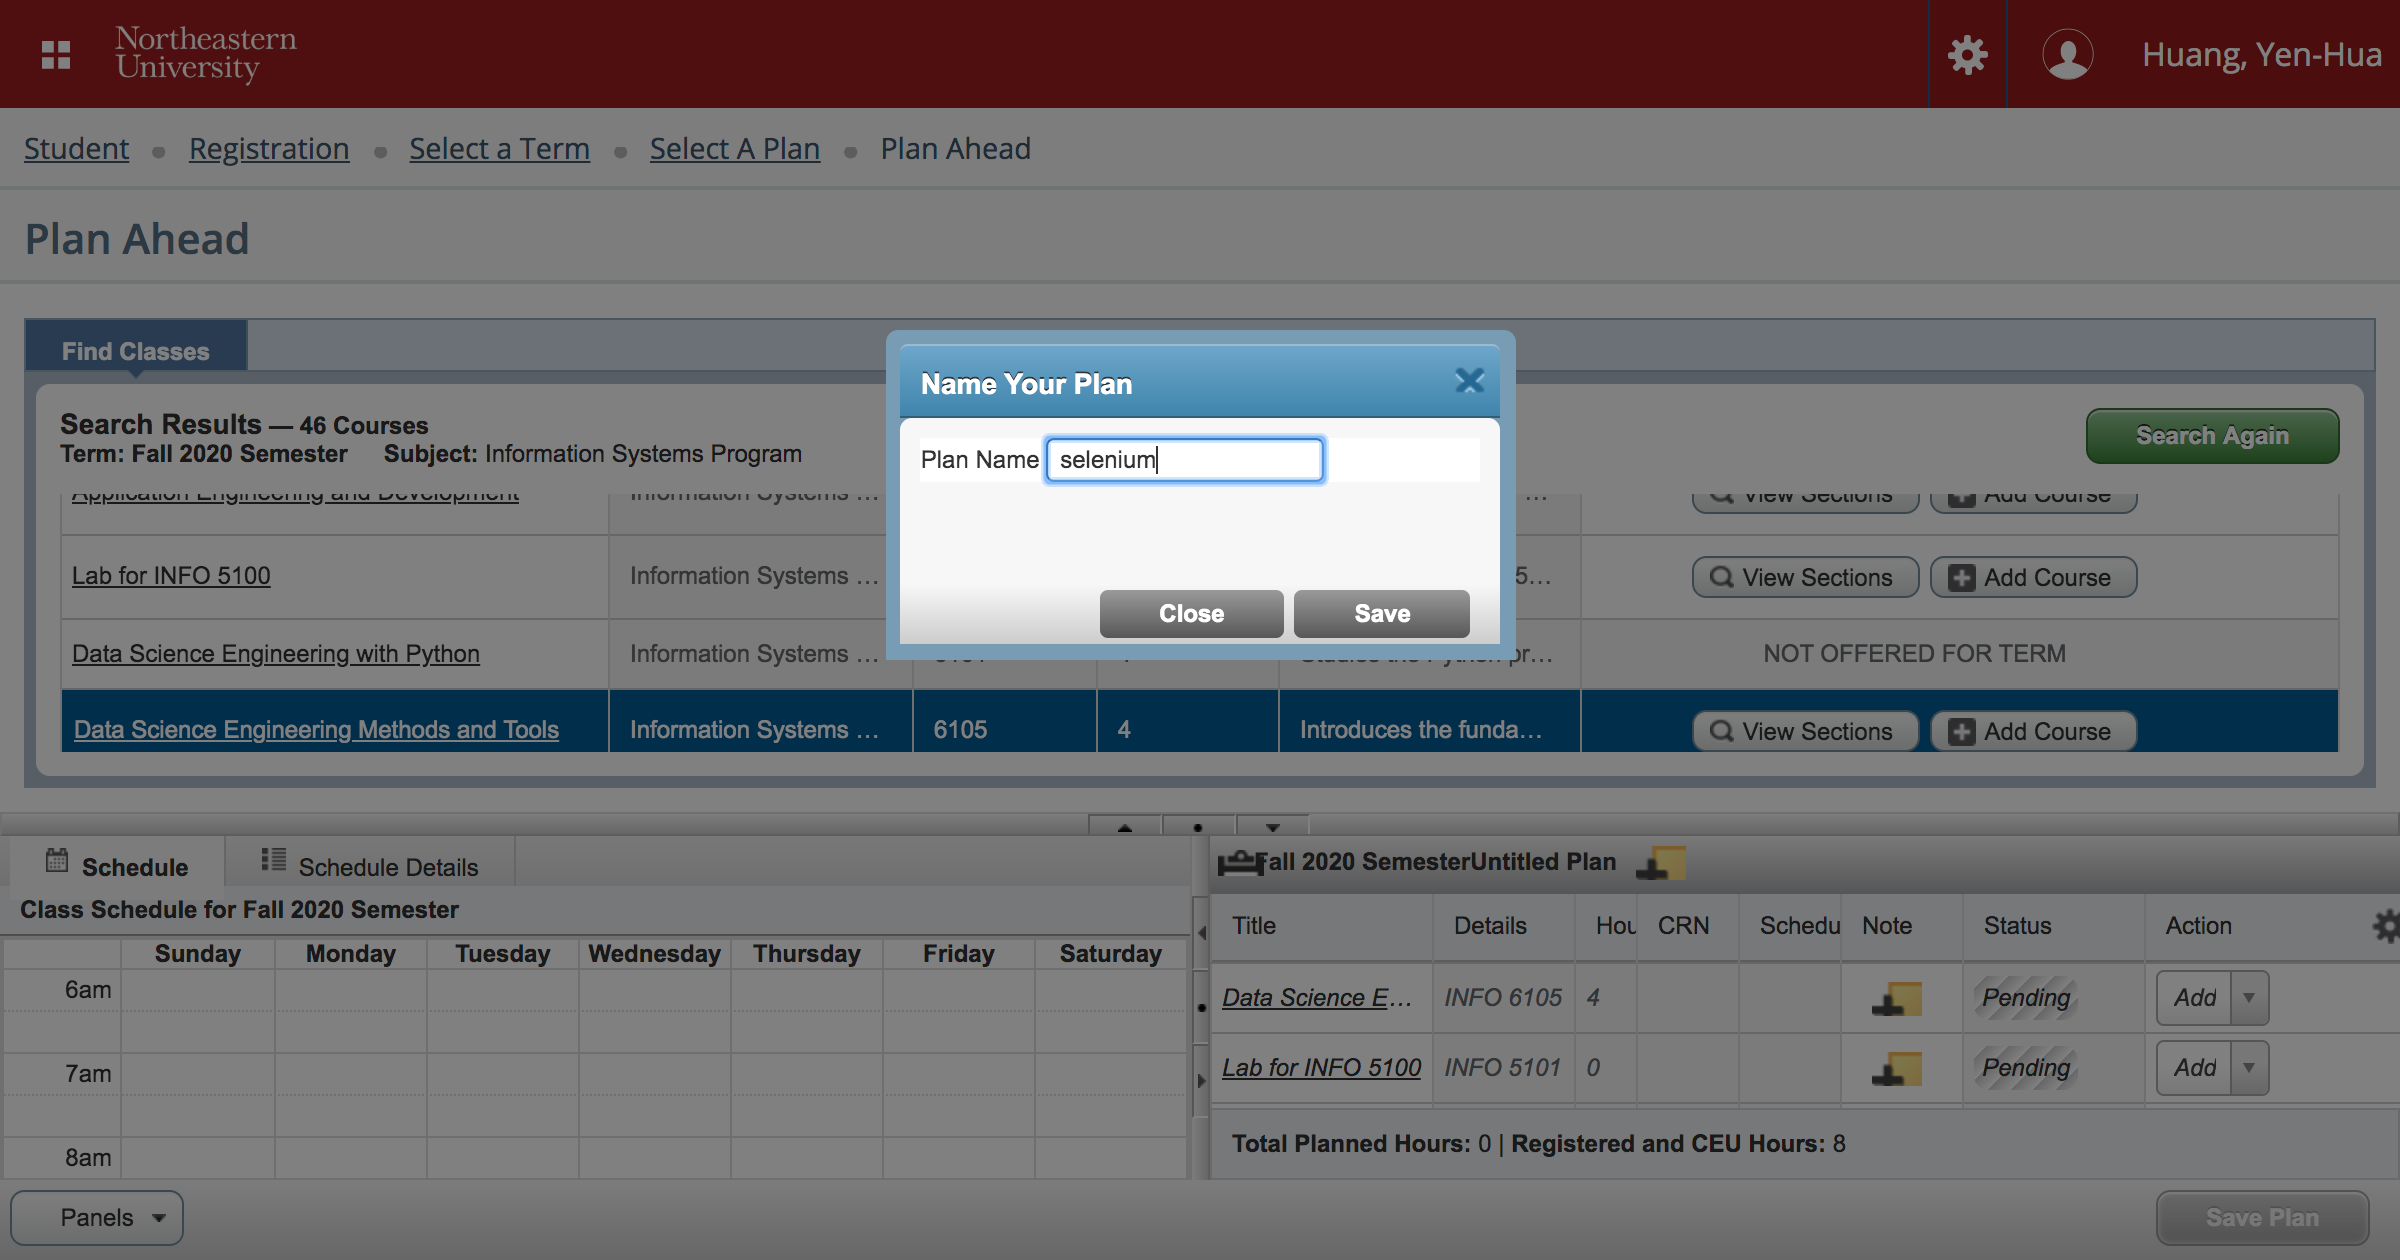 Northeastern
University
Huang, Yen-Hua
Student
Registration
Select a Term
Select A Plan
Plan Ahead
Plan Ahead
Find Classes
Name Your Plan
Plan Name selenium
Close
Save
Search Results — 46 Courses
Term: Fall 2020 Semester Subject: Information Systems Program
Search Again
Application Engineering and Development Information Systems ... ... View Sections Add Course
Lab for INFO 5100 Information Systems ... 5... View Sections Add Course
Data Science Engineering with Python Information Systems ... Studies the Python pr... NOT OFFERED FOR TERM
Data Science Engineering Methods and Tools Information Systems ... 6105 4 Introduces the funda... View Sections Add Course
Schedule
Schedule Details
Class Schedule for Fall 2020 Semester
Sunday Monday Tuesday Wednesday Thursday Friday Saturday
6am
7am
8am
Fall 2020 SemesterUntitled Plan
Title Details Hou CRN Schedu Note Status Action
Data Science E... INFO 6105 4 Pending Add
Lab for INFO 5100 INFO 5101 0 Pending Add
Total Planned Hours: 0 | Registered and CEU Hours: 8
Panels
Save Plan